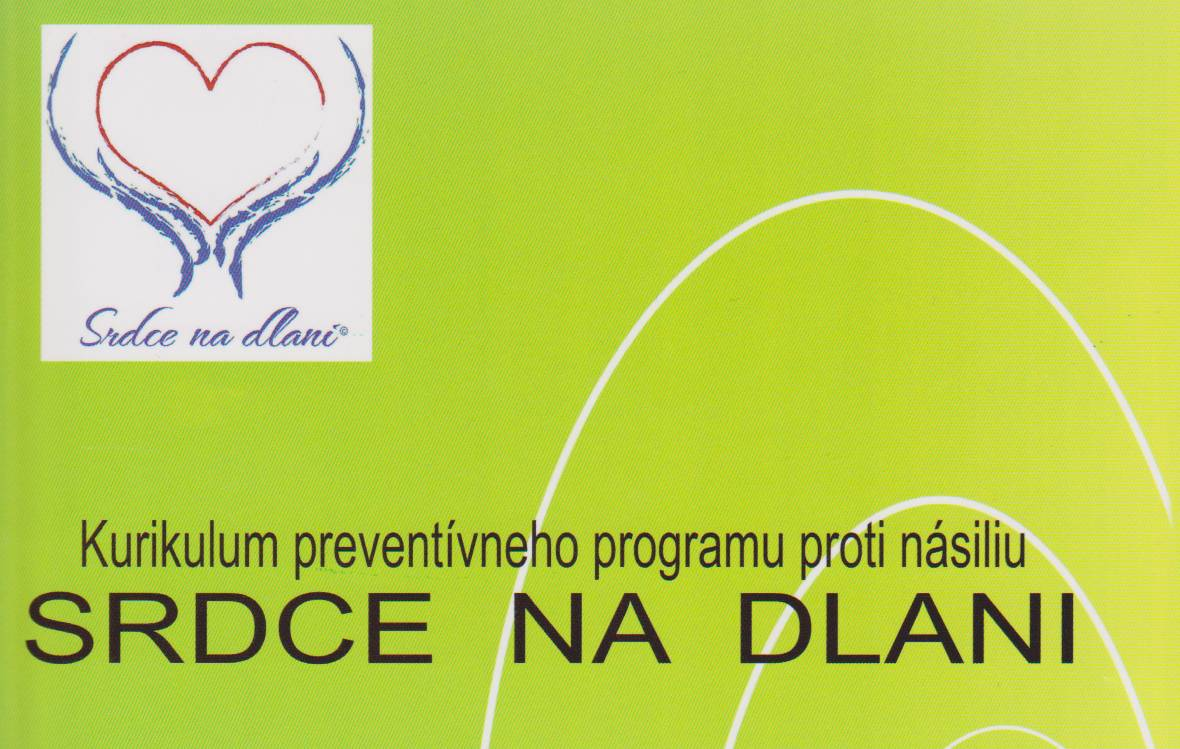 Srdce na dlani©
Kurikulum preventívneho programu proti násiliu
SRDCE NA DLANI